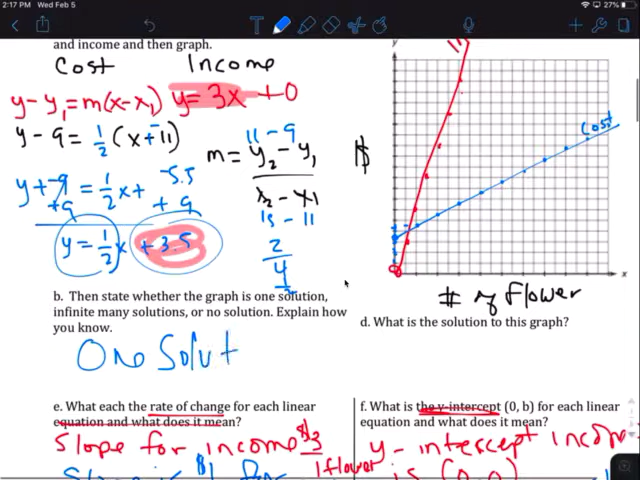 2:17 PM Wed Feb 5
27%
and income and then graph.
Cost Income
y - y₁ = m(x - x₁) y = 3x + 0
y - 9 = 1/2 (x - 11)
11 - 9
m = y₂ - y₁
x₂ - x₁
15 - 11
2
4
y + -9 = 1/2 x + -5.5
+9 + 9
y = 1/2 x + 3.5
y
$
Cost
x
# of flower
b. Then state whether the graph is one solution,
infinite many solutions, or no solution. Explain how
you know.
One Solut
d. What is the solution to this graph?
e. What each the rate of change for each linear
equation and what does it mean?
Slope for income $3
1 flower
f. What is the y-intercept (0, b) for each linear
equation and what does it mean?
y - intercept income
is (0,0)